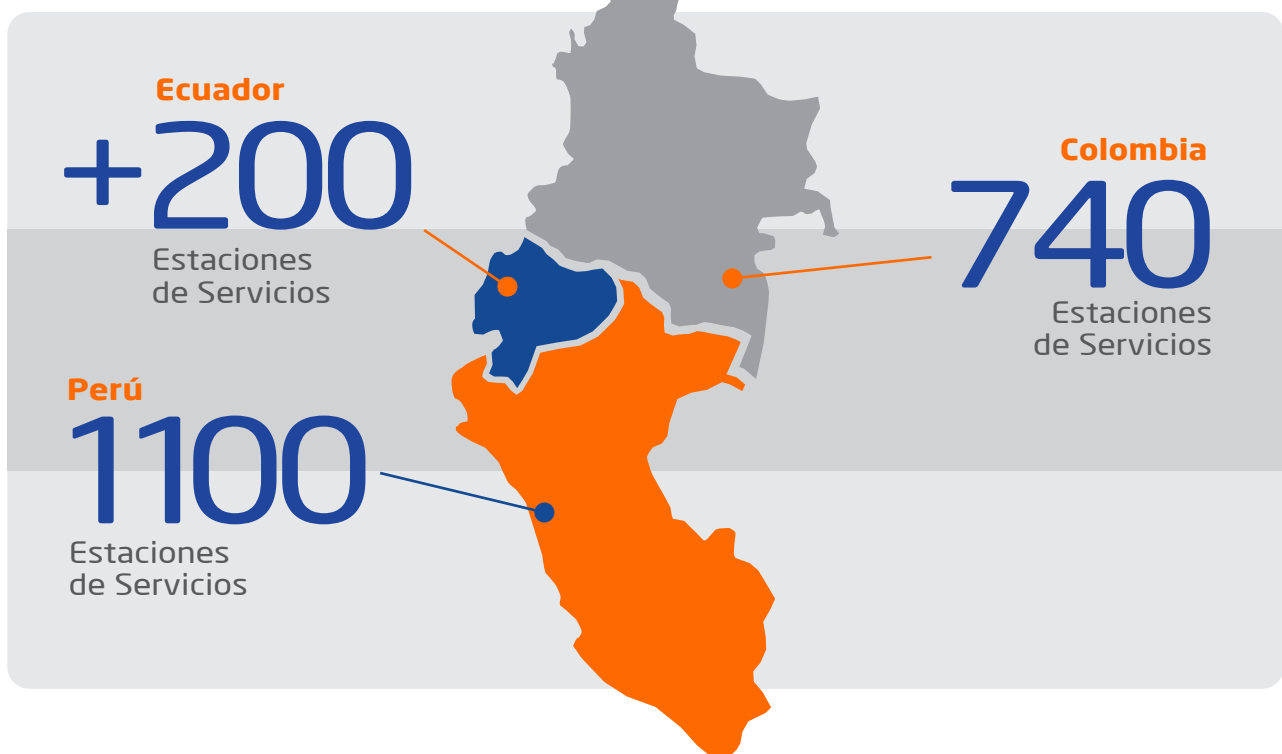 Ecuador
+200
Estaciones
de Servicios
Colombia
740
Estaciones
de Servicios
Perú
1100
Estaciones
de Servicios